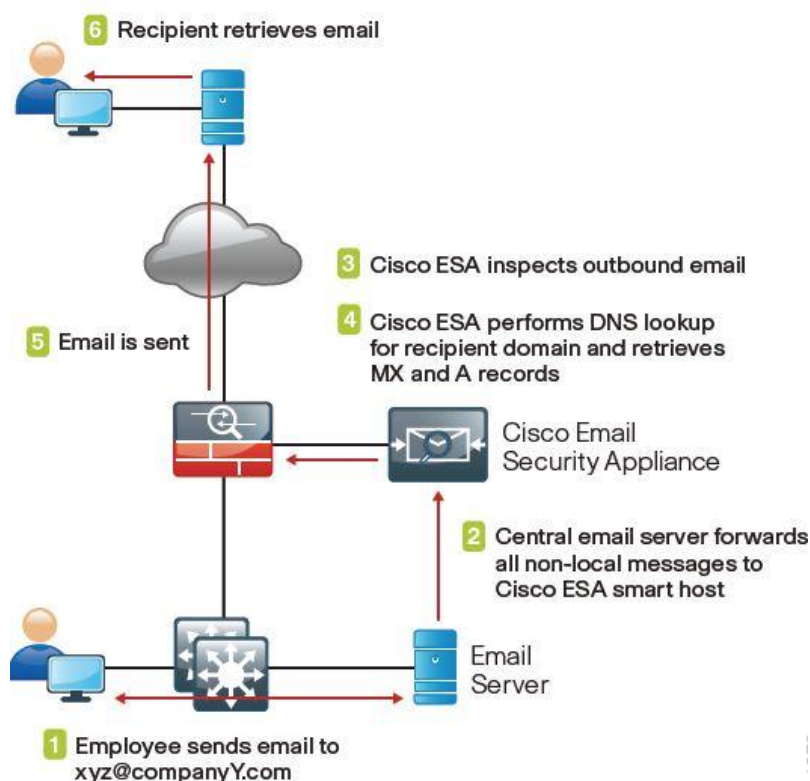 6 Recipient retrieves email
3 Cisco ESA inspects outbound email
4 Cisco ESA performs DNS lookup
for recipient domain and retrieves
MX and A records
5 Email is sent
Cisco Email
Security Appliance
2 Central email server forwards
all non-local messages to
Cisco ESA smart host
Email
Server
1 Employee sends email to
xyz@companyY.com